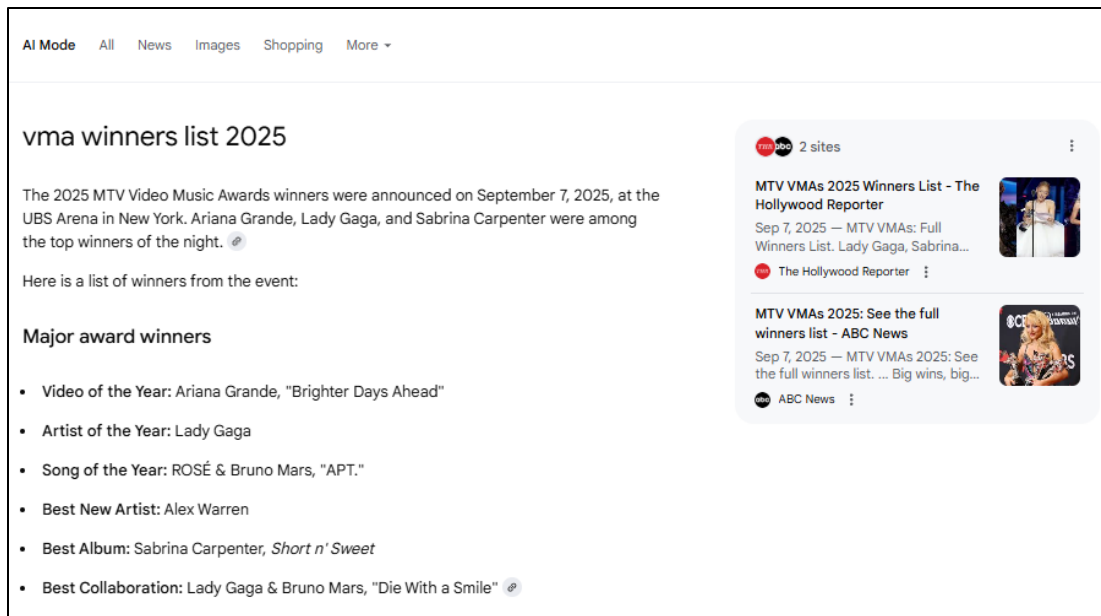 AI Mode All News Images Shopping More
vma winners list 2025
The 2025 MTV Video Music Awards winners were announced on September 7, 2025, at the
UBS Arena in New York. Ariana Grande, Lady Gaga, and Sabrina Carpenter were among
the top winners of the night.
Here is a list of winners from the event:
Major award winners
• Video of the Year: Ariana Grande, "Brighter Days Ahead"
• Artist of the Year: Lady Gaga
• Song of the Year: ROSÉ & Bruno Mars, "APT."
• Best New Artist: Alex Warren
• Best Album: Sabrina Carpenter, Short n' Sweet
• Best Collaboration: Lady Gaga & Bruno Mars, "Die With a Smile"
THR abc 2 sites
MTV VMAs 2025 Winners List - The
Hollywood Reporter
Sep 7, 2025 — MTV VMAs: Full
Winners List. Lady Gaga, Sabrina...
THR The Hollywood Reporter
MTV VMAs 2025: See the full
winners list - ABC News
Sep 7, 2025 — MTV VMAs 2025: See
the full winners list. ... Big wins, big...
abc ABC News